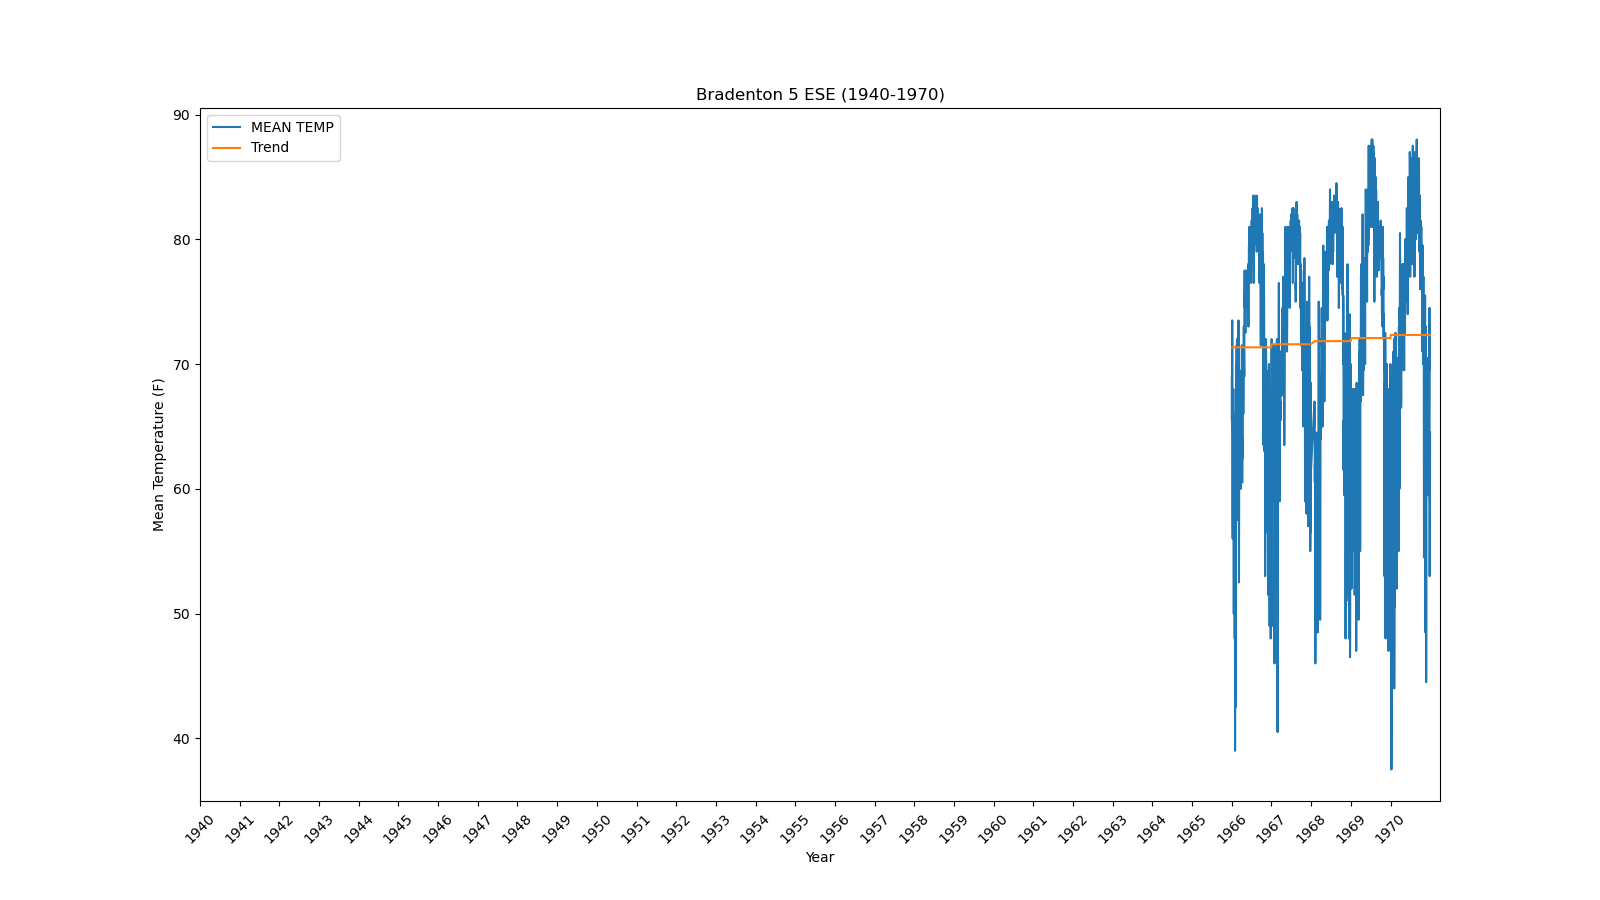 Bradenton 5 ESE (1940-1970)
MEAN TEMP
Trend
Mean Temperature (F)
90
80
70
60
50
40
1940 1941 1942 1943 1944 1945 1946 1947 1948 1949 1950 1951 1952 1953 1954 1955 1956 1957 1958 1959 1960 1961 1962 1963 1964 1965 1966 1967 1968 1969 1970
Year